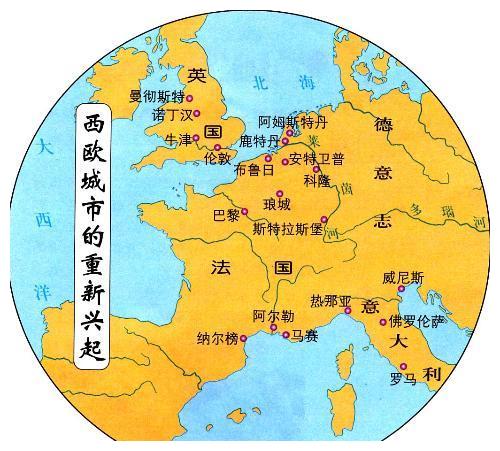 西欧城市的重新兴起
大西洋
北海
英国
曼彻斯特
诺丁汉
牛津
伦敦
阿姆斯特丹
鹿特丹
安特卫普
布鲁日
科隆
莱茵河
德意志
琅城
巴黎
斯特拉斯堡
多瑙河
法国
威尼斯
热那亚
意大利
佛罗伦萨
阿尔勒
纳尔榜
马赛
罗马